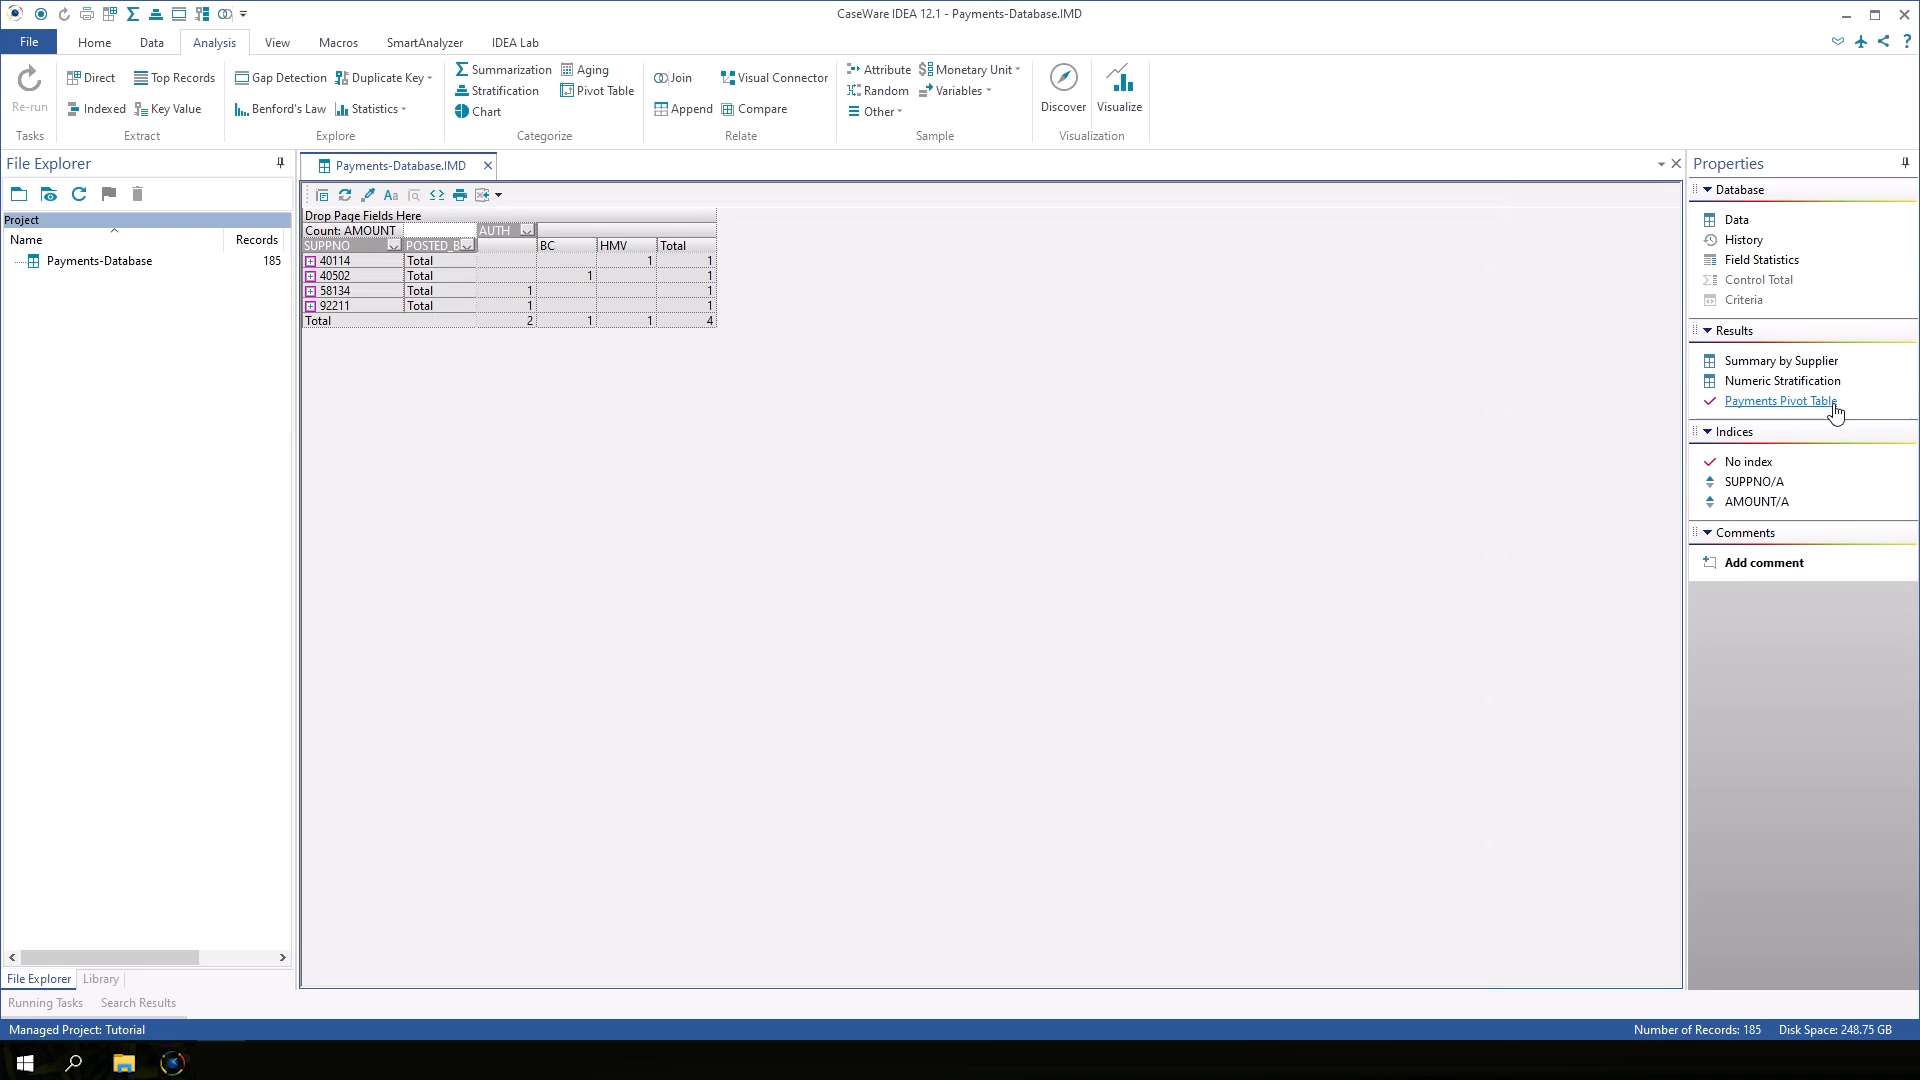 CaseWare IDEA 12.1 - Payments-Database.IMD
File Home Data Analysis View Macros SmartAnalyzer IDEA Lab
Re-run
Tasks
Direct Top Records
Indexed Key Value
Extract
Gap Detection Duplicate Key
Benford's Law Statistics
Explore
Summarization Aging
Stratification Pivot Table
Chart
Categorize
Join Visual Connector
Append Compare
Relate
Attribute Monetary Unit
Random Variables
Other
Sample
Discover Visualize
Visualization
File Explorer
Project
Name Records
Payments-Database 185
File Explorer Library
Running Tasks Search Results
Payments-Database.IMD
Drop Page Fields Here
Count: AMOUNT AUTH
SUPPNO POSTED_B BC HMV Total
40114 Total 1 1
40502 Total 1 1
58134 Total 1 1
92211 Total 1 1
Total 2 1 1 4
Properties
Database
Data
History
Field Statistics
Control Total
Criteria
Results
Summary by Supplier
Numeric Stratification
Payments Pivot Table
Indices
No index
SUPPNO/A
AMOUNT/A
Comments
Add comment
Managed Project: Tutorial Number of Records: 185 Disk Space: 248.75 GB